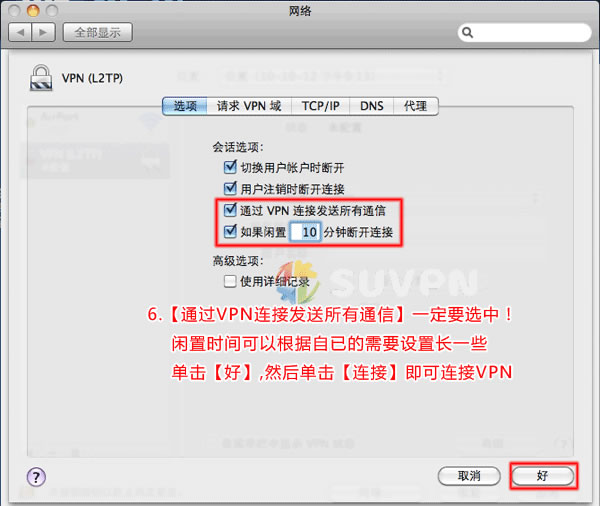 网络
全部显示
VPN (L2TP)
选项
请求 VPN 域
TCP/IP
DNS
代理
会话选项:
切换用户帐户时断开
用户注销时断开连接
通过 VPN 连接发送所有通信
如果闲置 10 分钟断开连接
高级选项:
使用详细记录
SUVPN
6.【通过VPN连接发送所有通信】一定要选中！
闲置时间可以根据自已的需要设置长一些
单击【好】,然后单击【连接】即可连接VPN
?
取消
好